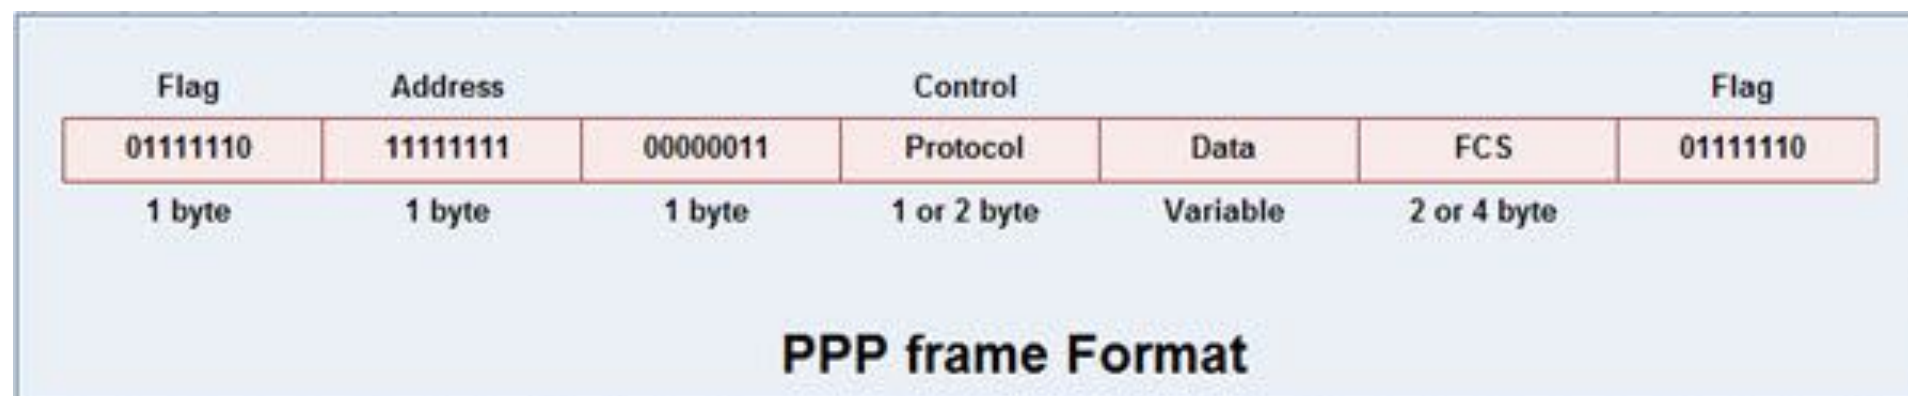 Flag Address Control Flag
01111110 11111111 00000011 Protocol Data FCS 01111110
1 byte 1 byte 1 byte 1 or 2 byte Variable 2 or 4 byte
PPP frame Format